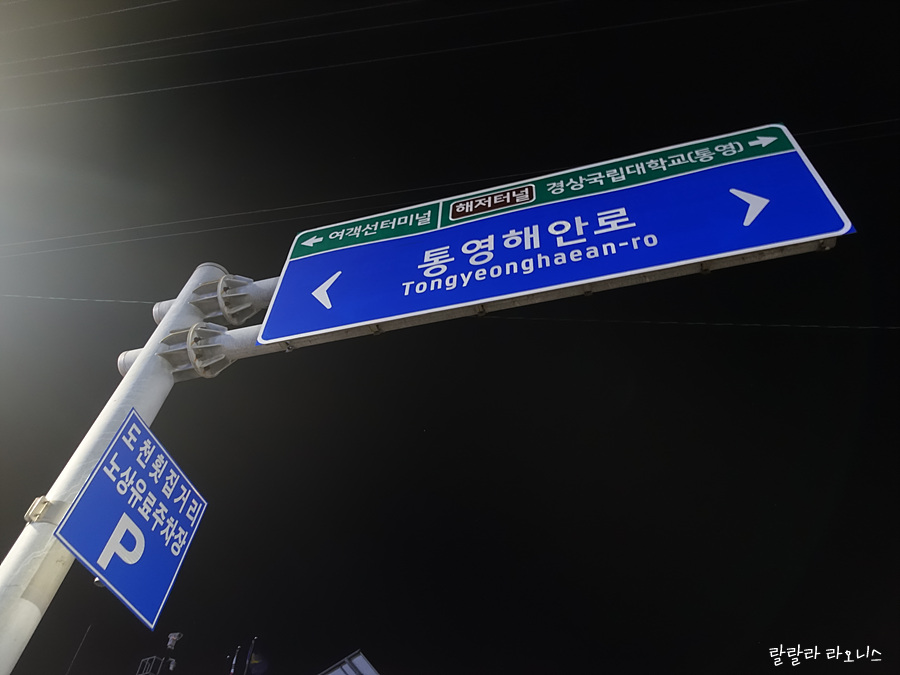 ← 여객선터미널 해저터널 경상국립대학교(통영) →
통영해안로
Tongyeonghaean-ro
도천횟집거리
노상유료주차장
P
랄랄라 라오니스